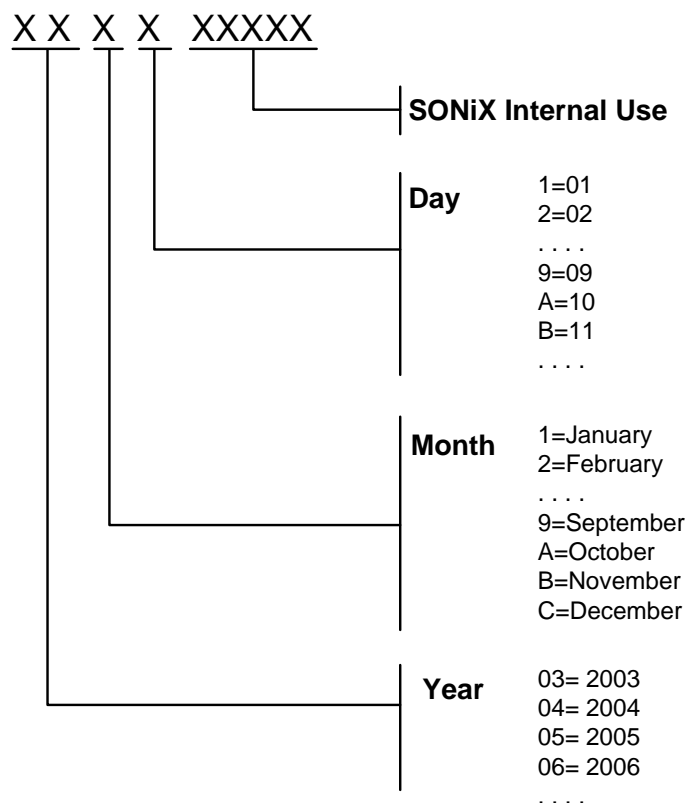 X X X X XXXXX
SONiX Internal Use
Day
1=01
2=02
. . . .
9=09
A=10
B=11
. . . .
Month
1=January
2=February
. . . .
9=September
A=October
B=November
C=December
Year
03= 2003
04= 2004
05= 2005
06= 2006
. . . .